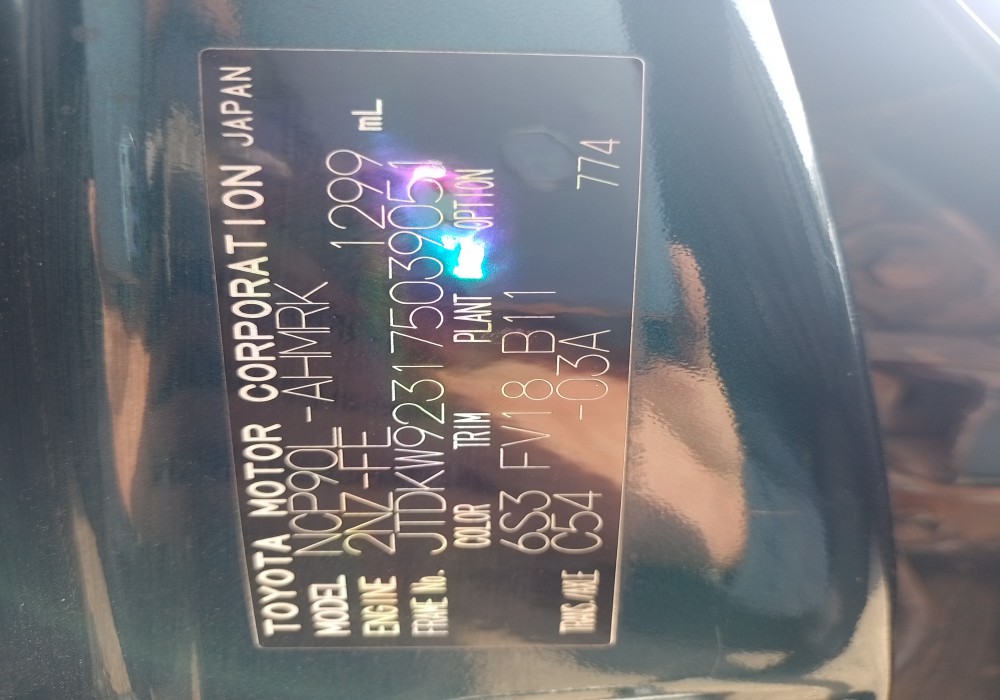 TOYOTA MOTOR CORPORATION JAPAN
MODEL NCP90L-AHMRK
ENGINE 2NZ-FE 1299 mL
FRAME No. JTDKW923175039051
COLOR TRIM PLANT OPTION
6S3 FV18 B11
TRANS./AXLE C54 -03A 774